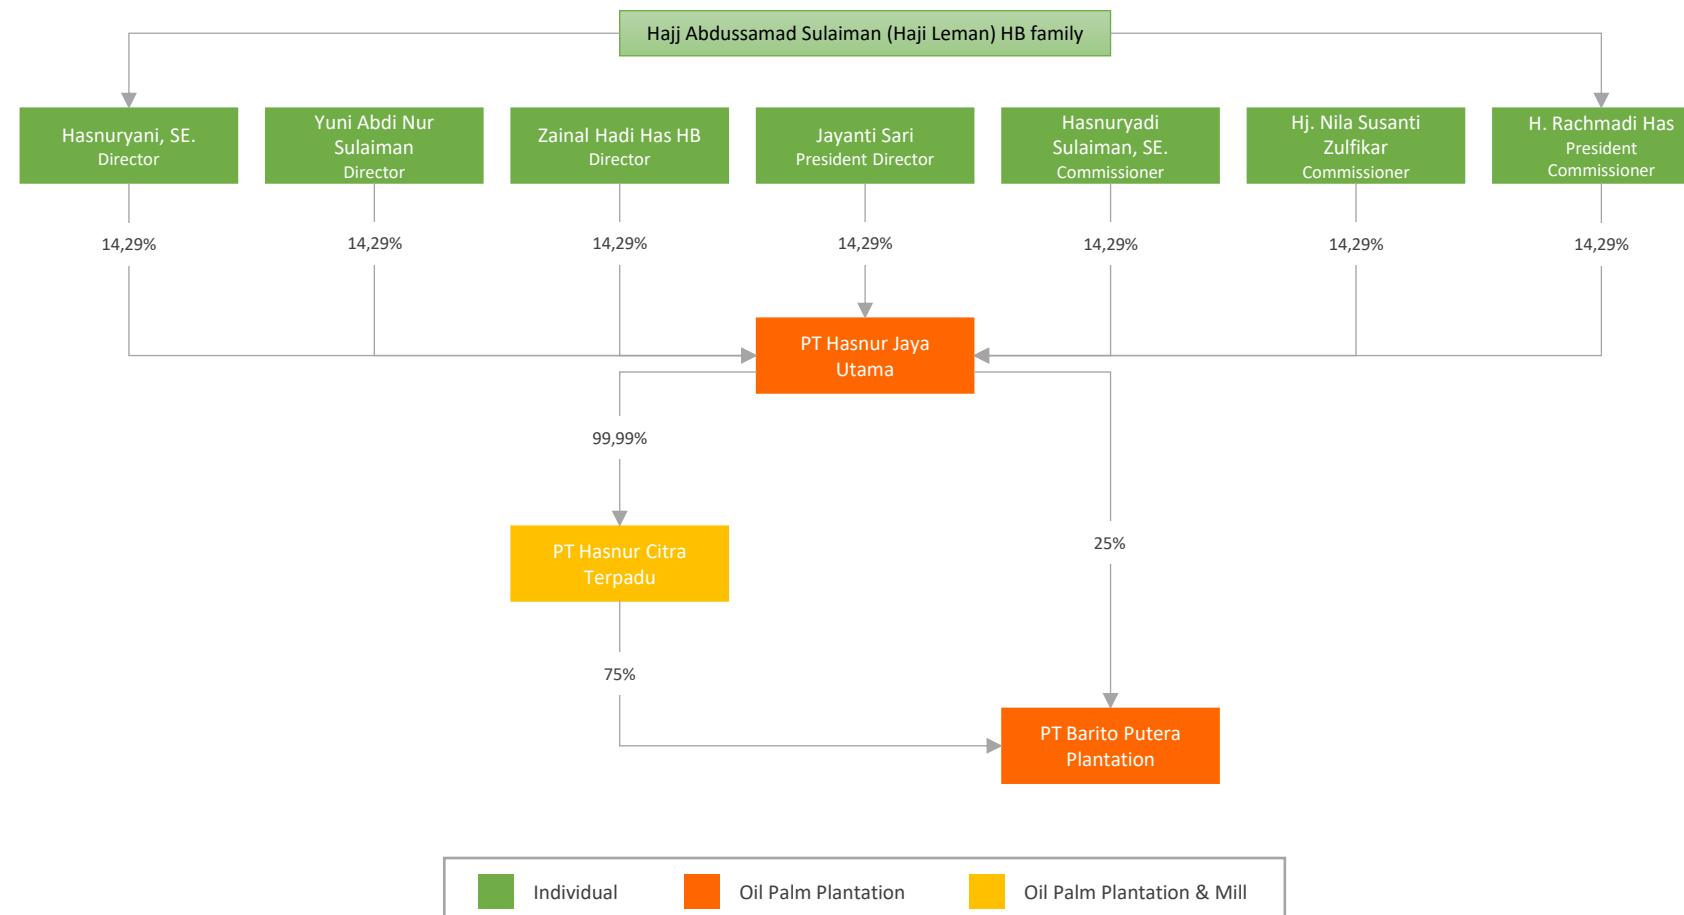 Hajj Abdussamad Sulaiman (Haji Leman) HB family
Hasnuryani, SE.
Director
Yuni Abdi Nur
Sulaiman
Director
Zainal Hadi Has HB
Director
Jayanti Sari
President Director
Hasnuryadi
Sulaiman, SE.
Commissioner
Hj. Nila Susanti
Zulfikar
Commissioner
H. Rachmadi Has
President
Commissioner
14,29%
14,29%
14,29%
14,29%
14,29%
14,29%
14,29%
PT Hasnur Jaya
Utama
99,99%
25%
PT Hasnur Citra
Terpadu
75%
PT Barito Putera
Plantation
Individual
Oil Palm Plantation
Oil Palm Plantation & Mill